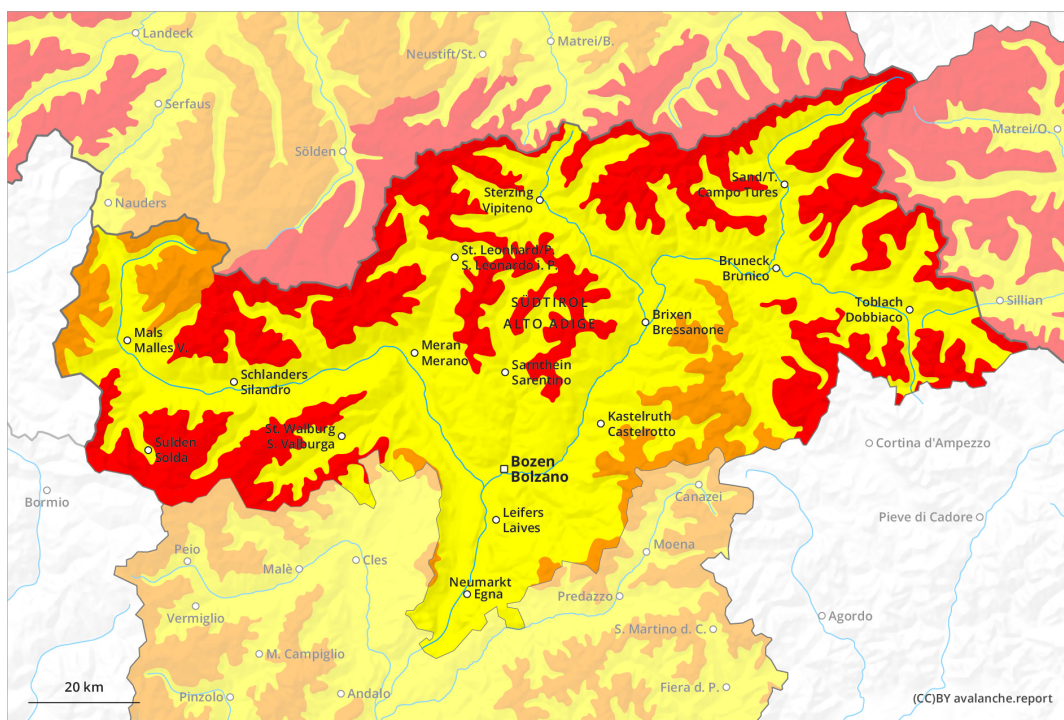 Landeck
Matrei/B.
Neustift/St.
Serfaus
Matrei/O.
Sölden
Sand/T.
Campo Tures
Sterzing
Vipiteno
Nauders
St. Leonhard/P.
S. Leonardo i. P.
Bruneck
Brunico
SÜDTIROL
ALTO ADIGE
Sillian
Toblach
Dobbiaco
Brixen
Bressanone
Mals
Malles V.
Meran
Merano
Sarnthein
Sarentino
Schlanders
Silandro
Kastelruth
Castelrotto
St. Walburg
S. Valburga
Sulden
Solda
Cortina d'Ampezzo
Bozen
Bolzano
Bormio
Canazei
Leifers
Laives
Pieve di Cadore
Peio
Moena
Cles
Malè
Neumarkt
Egna
Predazzo
Vermiglio
Agordo
S. Martino d. C.
M. Campiglio
20 km
Pinzolo
Andalo
Fiera d. P.
(CC)BY avalanche.report